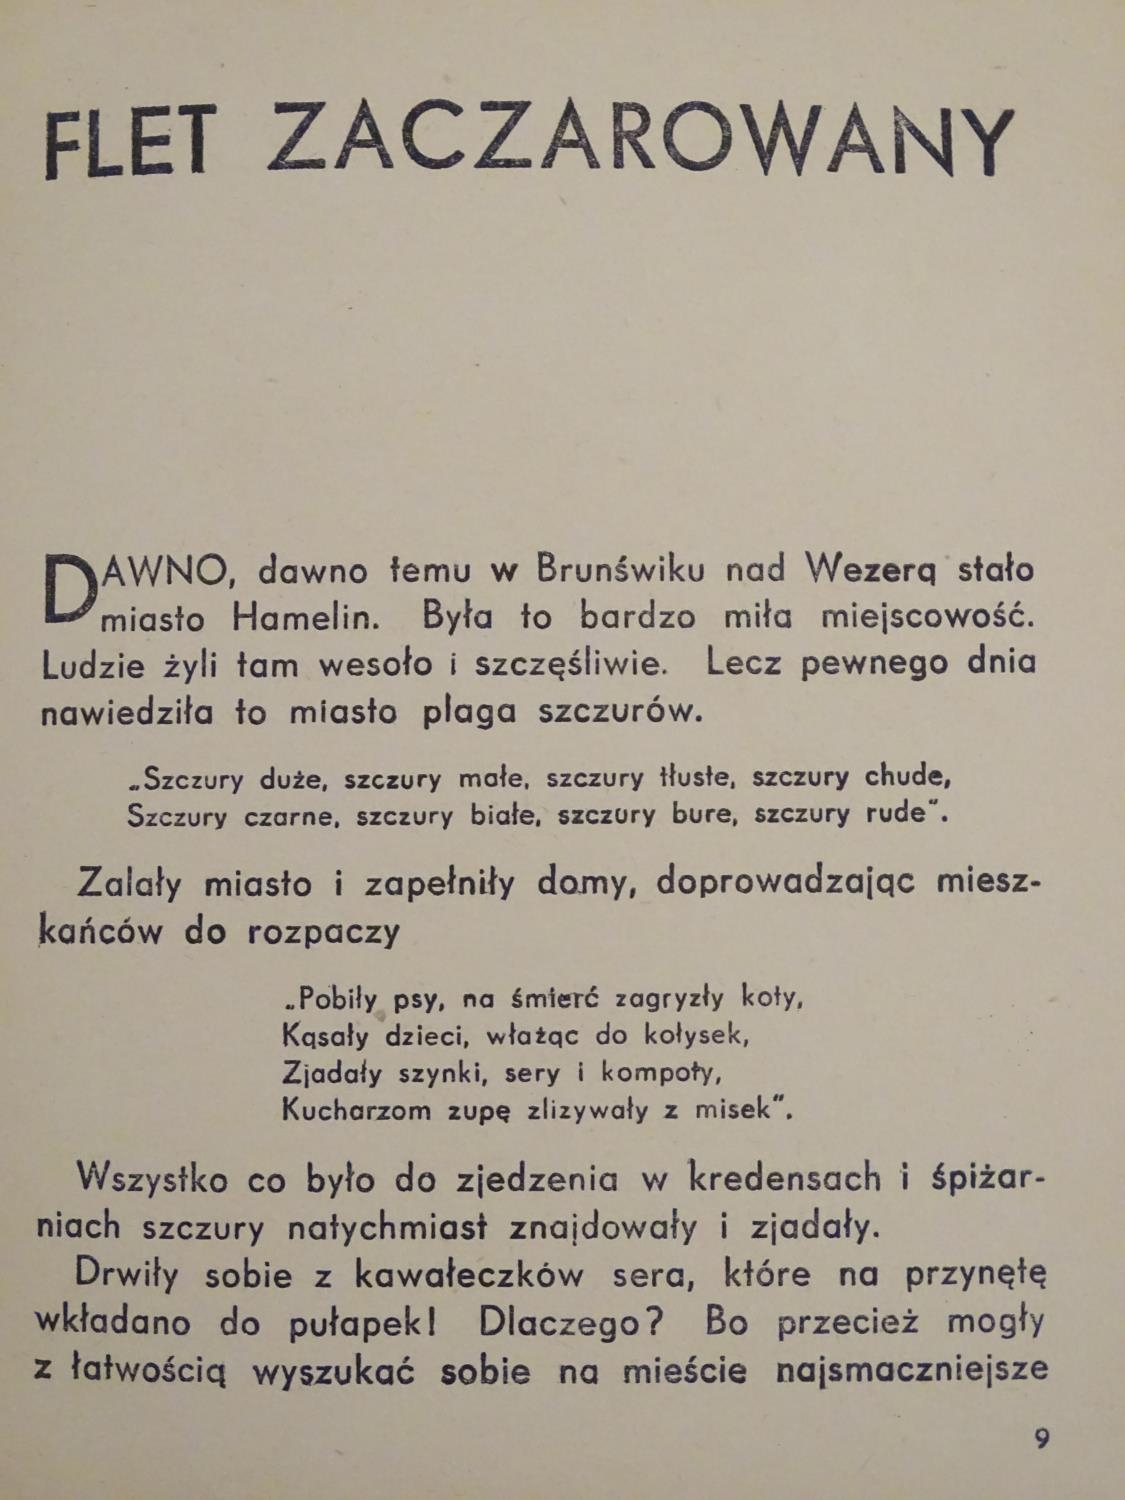 FLET ZACZAROWANY
DAWNO, dawno temu w Brunświku nad Wezerą stało
miasto Hamelin. Była to bardzo miła miejscowość.
Ludzie żyli tam wesoło i szczęśliwie. Lecz pewnego dnia
nawiedziła to miasto plaga szczurów.
„Szczury duże, szczury małe, szczury tłuste, szczury chude,
Szczury czarne, szczury białe, szczury bure, szczury rude".
Zalały miasto i zapełniły domy, doprowadzając miesz-
kańców do rozpaczy
„Pobiły psy, na śmierć zagryzły koty,
Kąsały dzieci, włażąc do kołysek,
Zjadały szynki, sery i kompoty,
Kucharzom zupę zlizywały z misek".
Wszystko co było do zjedzenia w kredensach i śpiżar-
niach szczury natychmiast znajdowały i zjadały.
Drwiły sobie z kawałeczków sera, które na przynętę
wkładano do pułapek! Dlaczego? Bo przecież mogły
z łatwością wyszukać sobie na mieście najsmaczniejsze
9